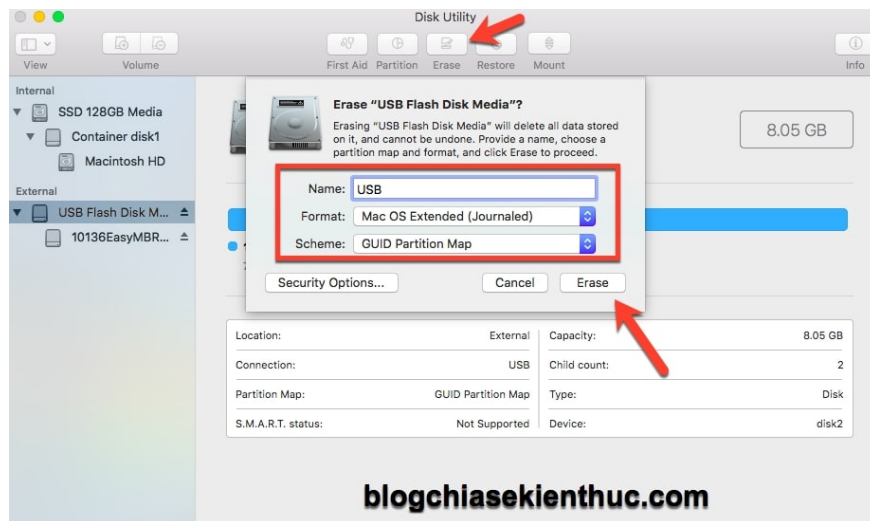 Disk Utility
View
Volume
First Aid
Partition
Erase
Restore
Mount
Info
Internal
SSD 128GB Media
Container disk1
Macintosh HD
External
USB Flash Disk M...
10136EasyMBR...
8.05 GB
Erase “USB Flash Disk Media”?
Erasing “USB Flash Disk Media” will delete all data stored
on it, and cannot be undone. Provide a name, choose a
partition map and format, and click Erase to proceed.
Name: USB
Format: Mac OS Extended (Journaled)
Scheme: GUID Partition Map
Security Options...
Cancel
Erase
Location: External
Capacity: 8.05 GB
Connection: USB
Child count: 2
Partition Map: GUID Partition Map
Type: Disk
S.M.A.R.T. status: Not Supported
Device: disk2
blogchiasekienthuc.com